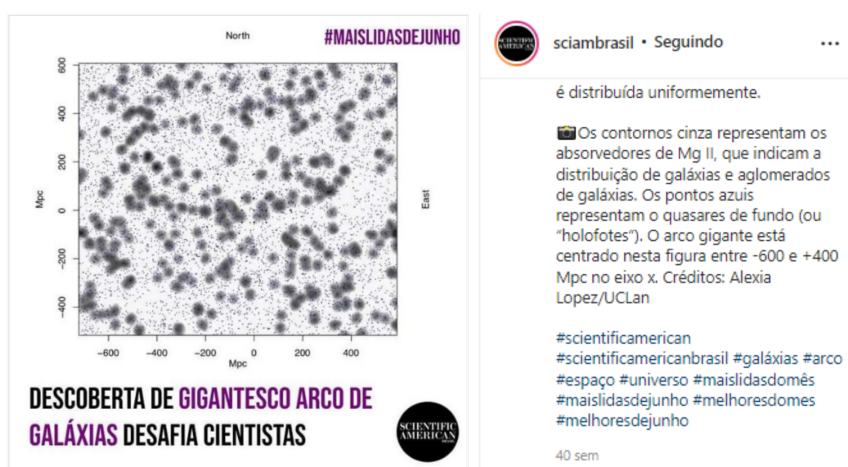 North
#MAISLIDASDEJUNHO
600
400
200
0
−200
−400
Mpc
East
−600 −400 −200 0 200 400
Mpc
DESCOBERTA DE GIGANTESCO ARCO DE
GALÁXIAS DESAFIA CIENTISTAS
SCIENTIFIC
AMERICAN
SCIENTIFIC
AMERICAN
sciambrasil • Seguindo
é distribuída uniformemente.
Os contornos cinza representam os
absorvedores de Mg II, que indicam a
distribuição de galáxias e aglomerados
de galáxias. Os pontos azuis
representam o quasares de fundo (ou
"holofotes"). O arco gigante está
centrado nesta figura entre -600 e +400
Mpc no eixo x. Créditos: Alexia
Lopez/UCLan
#scientificamerican
#scientificamericanbrasil #galáxias #arco
#espaço #universo #maislidasdomês
#maislidasdejunho #melhoresdomes
#melhoresdejunho
40 sem